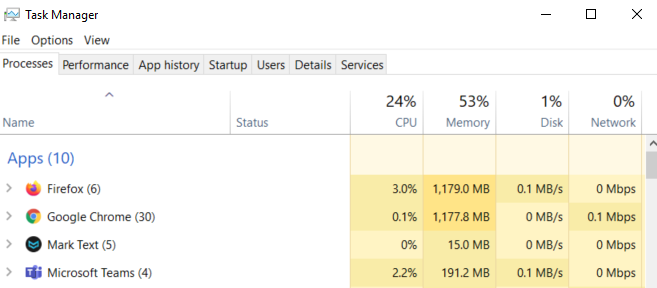 Task Manager
File Options View
Processes Performance App history Startup Users Details Services
24% 53% 1% 0%
Name Status CPU Memory Disk Network
Apps (10)
Firefox (6) 3.0% 1,179.0 MB 0.1 MB/s 0 Mbps
Google Chrome (30) 0.1% 1,177.8 MB 0 MB/s 0.1 Mbps
Mark Text (5) 0% 15.0 MB 0 MB/s 0 Mbps
Microsoft Teams (4) 2.2% 191.2 MB 0.1 MB/s 0 Mbps